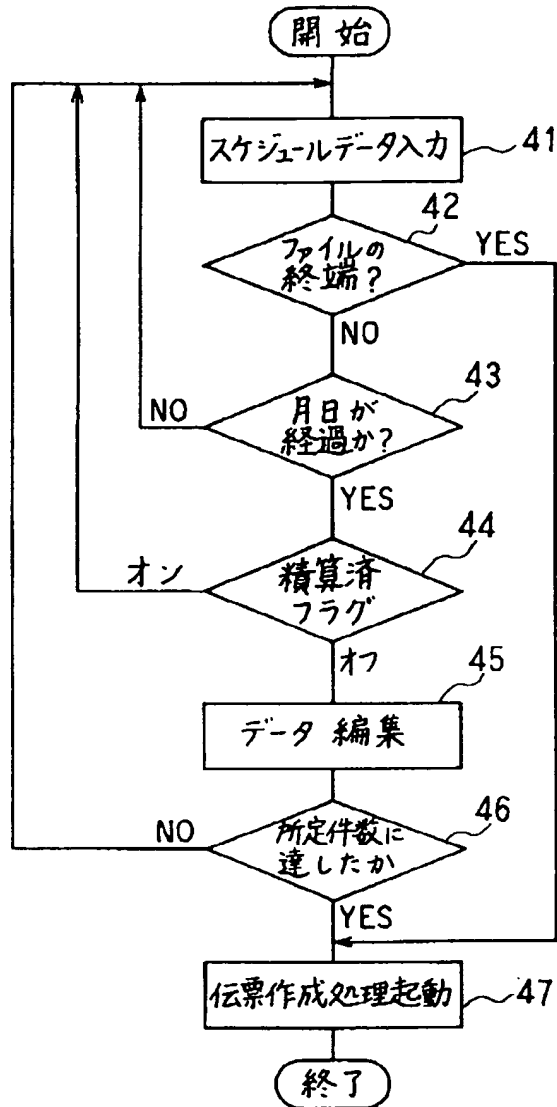 開始
スケジュールデータ入力
41
42
ファイルの
終端?
YES
NO
43
月日が
経過か?
NO
YES
44
積算済
フラグ
オン
オフ
45
データ 編集
46
所定件数に
達したか
NO
YES
伝票作成処理起動
47
終了